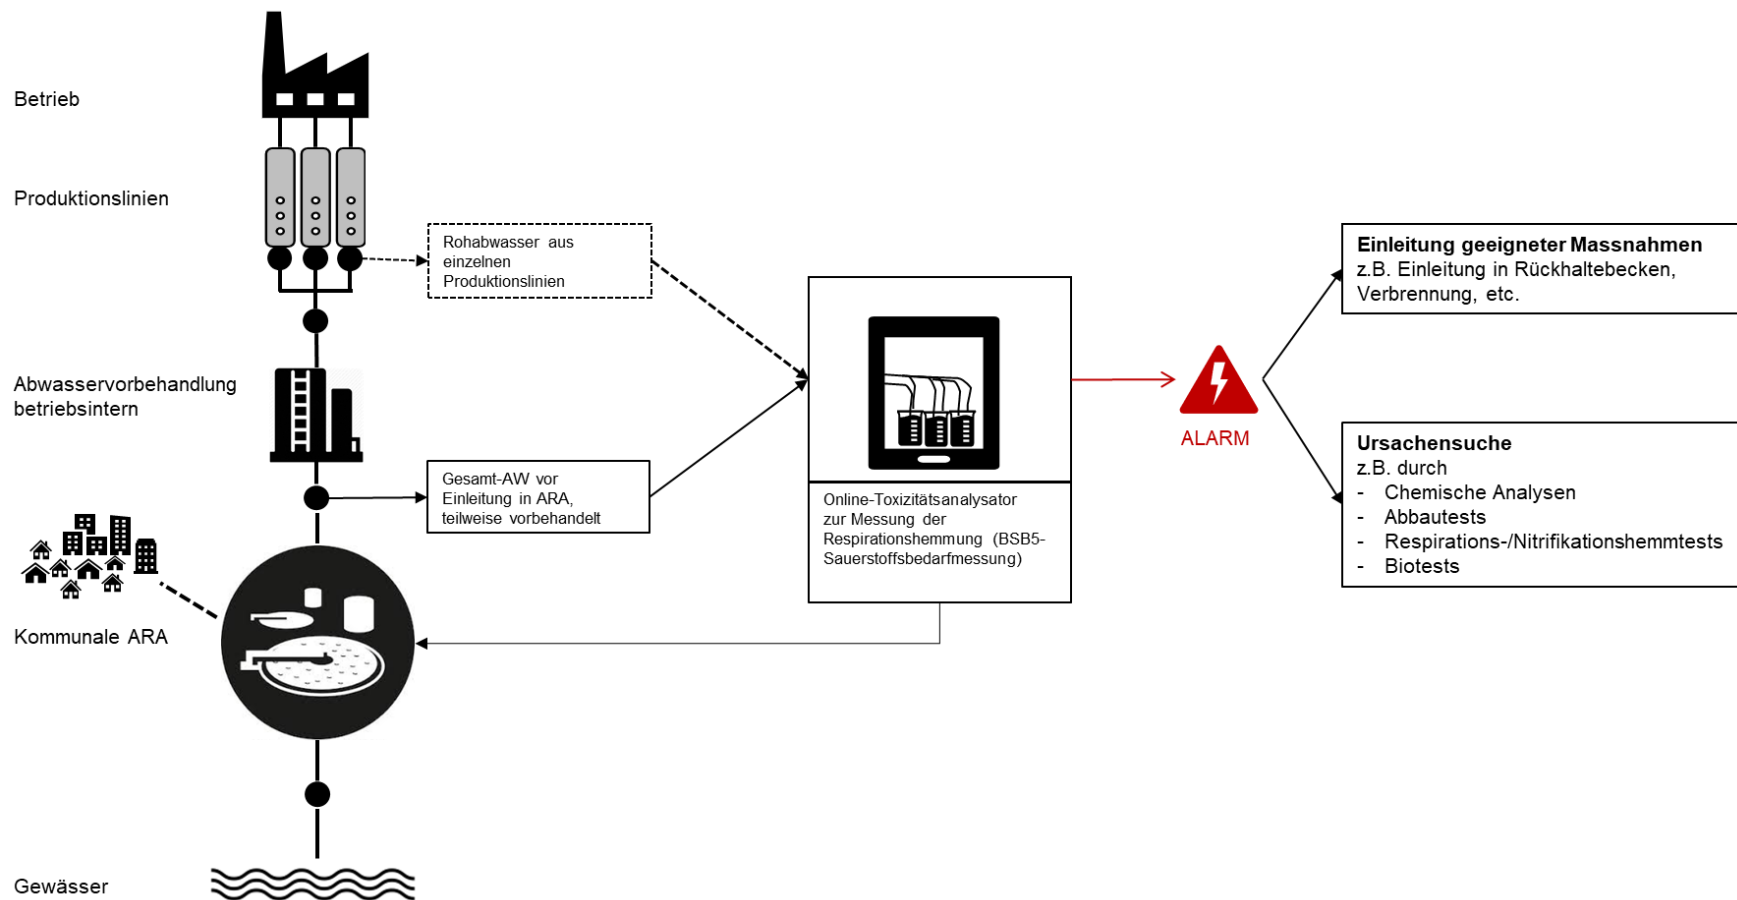 Betrieb
Produktionslinien
Rohabwasser aus
einzelnen
Produktionslinien
Abwasservorbehandlung
betriebsintern
Gesamt-AW vor
Einleitung in ARA,
teilweise vorbehandelt
Kommunale ARA
Gewässer
Online-Toxizitätsanalysator
zur Messung der
Respirationshemmung (BSB5-
Sauerstoffsbedarfmessung)
ALARM
Einleitung geeigneter Massnahmen
z.B. Einleitung in Rückhaltebecken,
Verbrennung, etc.
Ursachensuche
z.B. durch
- Chemische Analysen
- Abbautests
- Respirations-/Nitrifikationshemmtests
- Biotests